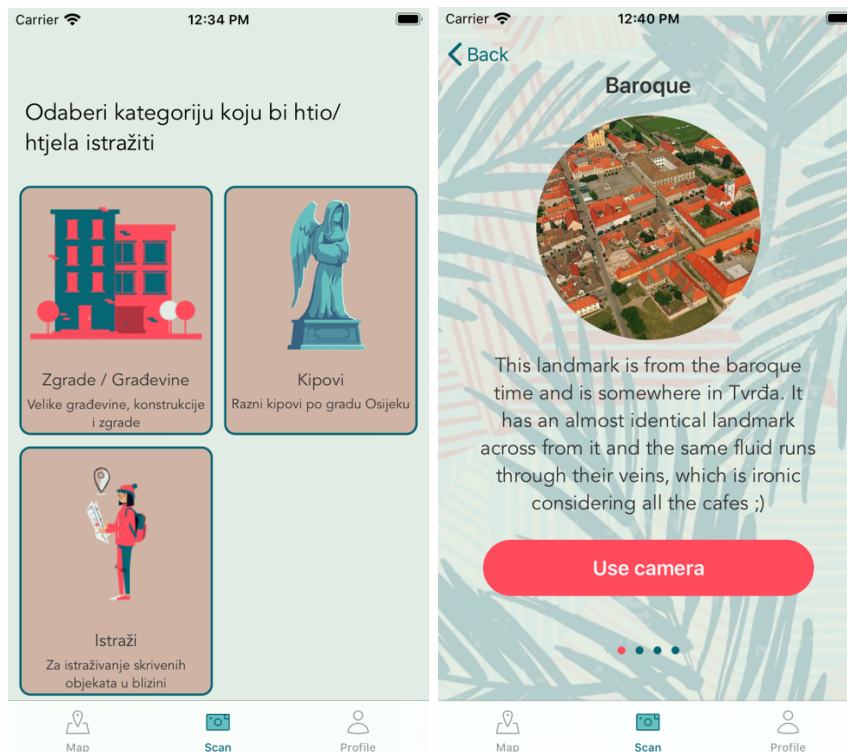 Carrier
12:34 PM
Odaberi kategoriju koju bi htio/
htjela istražiti
Zgrade / Građevine
Velike građevine, konstrukcije
i zgrade
Kipovi
Razni kipovi po gradu Osijeku
Istraži
Za istraživanje skrivenih
objekata u blizini
Map
Scan
Profile
Carrier
12:40 PM
Back
Baroque
This landmark is from the baroque
time and is somewhere in Tvrđa. It
has an almost identical landmark
across from it and the same fluid runs
through their veins, which is ironic
considering all the cafes ;)
Use camera
Map
Scan
Profile